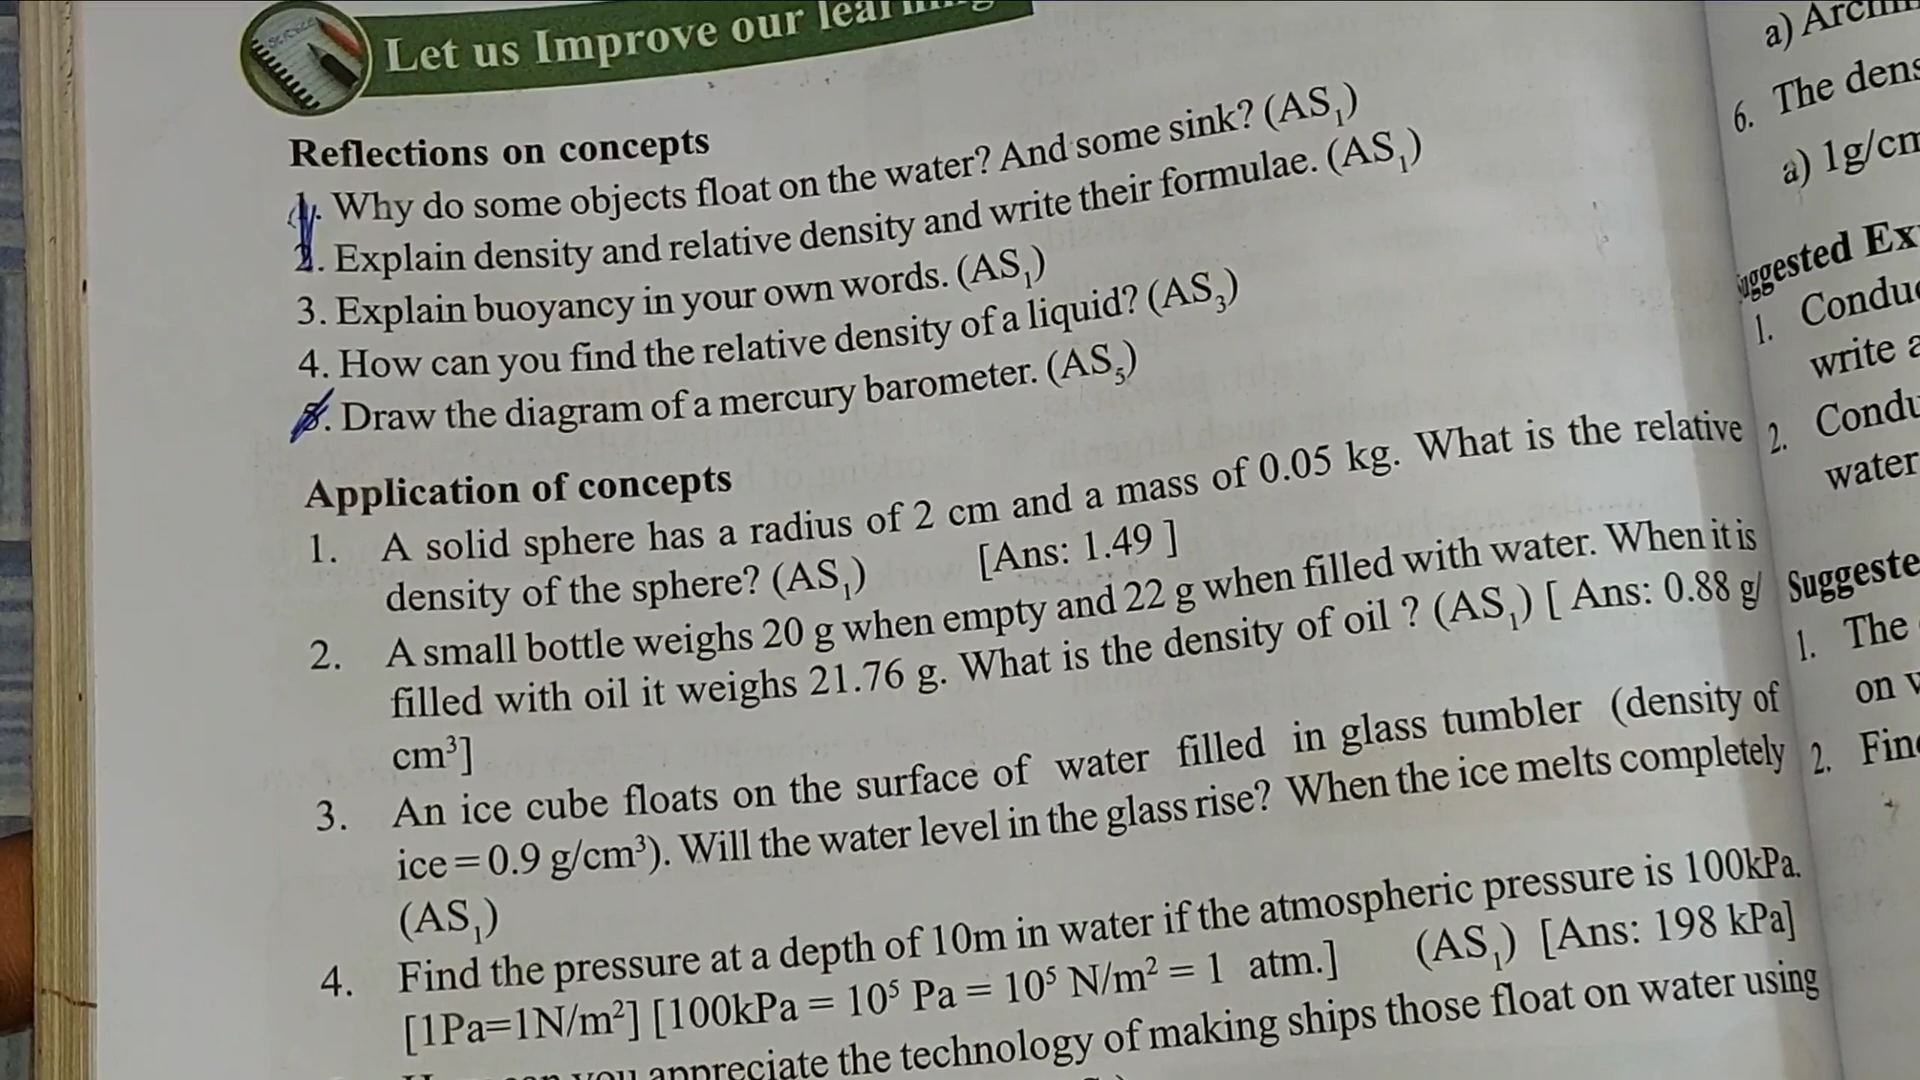 Let us Improve our learning
Reflections on concepts
1. Why do some objects float on the water? And some sink? (AS₁)
2. Explain density and relative density and write their formulae. (AS₁)
3. Explain buoyancy in your own words. (AS₁)
4. How can you find the relative density of a liquid? (AS₃)
5. Draw the diagram of a mercury barometer. (AS₅)
Application of concepts
1. A solid sphere has a radius of 2 cm and a mass of 0.05 kg. What is the relative
density of the sphere? (AS₁) [Ans: 1.49 ]
2. A small bottle weighs 20 g when empty and 22 g when filled with water. When it is
filled with oil it weighs 21.76 g. What is the density of oil ? (AS₁) [ Ans: 0.88 g/
cm³]
3. An ice cube floats on the surface of water filled in glass tumbler (density of
ice = 0.9 g/cm³). Will the water level in the glass rise? When the ice melts completely
(AS₁)
4. Find the pressure at a depth of 10m in water if the atmospheric pressure is 100kPa.
[1Pa=1N/m²] [100kPa = 10⁵ Pa = 10⁵ N/m² = 1 atm.] (AS₁) [Ans: 198 kPa]
you appreciate the technology of making ships those float on water using
a)
6. The dens
a) 1g/cm
uggested Ex
1. Conduc
write a
2. Condu
water
Suggeste
1. The
on
2. Fin